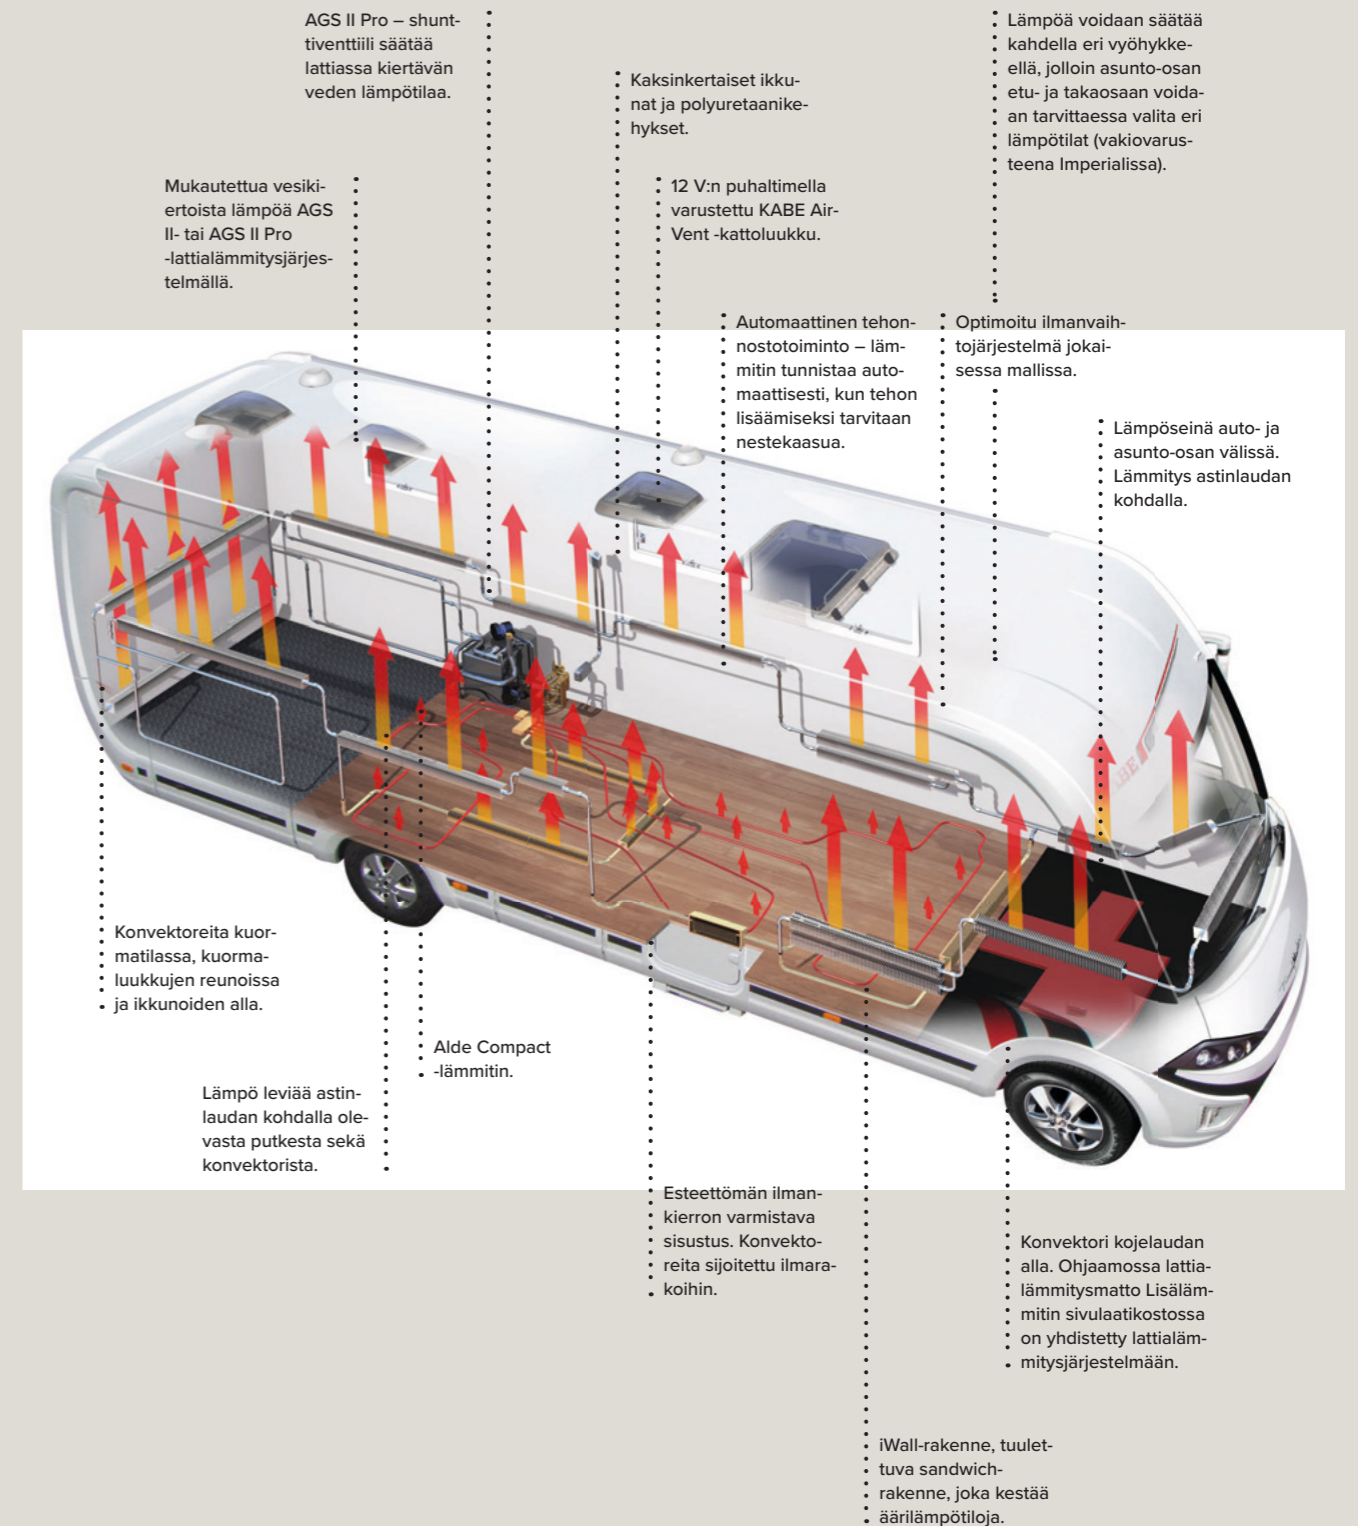 AGS II Pro – shunt-
tiventtiili säätää
lattiassa kiertävän
veden lämpötilaa.
Lämpöä voidaan säätää
kahdella eri vyöhykke-
ellä, jolloin asunto-osan
etu- ja takaosaan voida-
an tarvittaessa valita eri
lämpötilat (vakiovarus-
teena Imperialissa).
Kaksinkertaiset ikku-
nat ja polyuretaanike-
hykset.
Mukautettua vesiki-
ertoista lämpöä AGS
II- tai AGS II Pro
-lattialämmitysjärjes-
telmällä.
12 V:n puhaltimella
varustettu KABE Air-
Vent -kattoluukku.
Automaattinen tehon-
nostotoiminto – läm-
mitin tunnistaa auto-
maattisesti, kun tehon
lisäämiseksi tarvitaan
nestekaasua.
Optimoitu ilmanvaih-
tojärjestelmä jokai-
sessa mallissa.
Lämpöseinä auto- ja
asunto-osan välissä.
Lämmitys astinlaudan
kohdalla.
Konvektoreita kuor-
matilassa, kuorma-
luukkujen reunoissa
ja ikkunoiden alla.
Alde Compact
-lämmitin.
Lämpö leviää astin-
laudan kohdalla ole-
vasta putkesta sekä
konvektorista.
Esteettömän ilman-
kierron varmistava
sisustus. Konvekto-
reita sijoitettu ilmara-
koihin.
Konvektori kojelaudan
alla. Ohjaamossa lattia-
lämmitysmatto Lisäläm-
mitin sivulaatikostossa
on yhdistetty lattialäm-
mitysjärjestelmään.
iWall-rakenne, tuulet-
tuva sandwich-
rakenne, joka kestää
äärilämpötiloja.